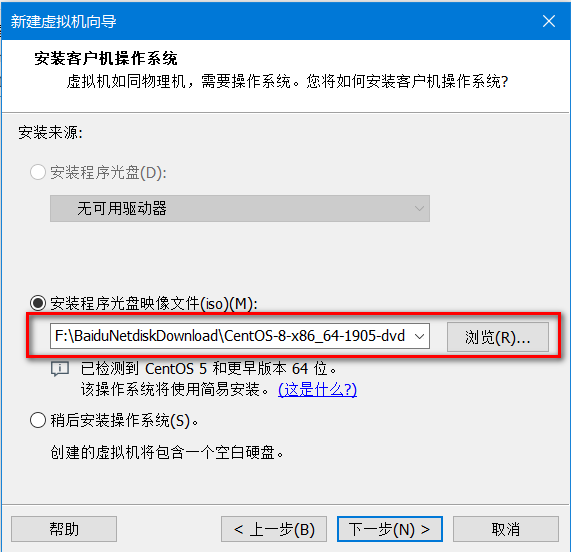 新建虚拟机向导
安装客户机操作系统
虚拟机如同物理机，需要操作系统。您将如何安装客户机操作系统?
安装来源:
安装程序光盘(D):
无可用驱动器
安装程序光盘映像文件(iso)(M):
F:\BaiduNetdiskDownload\CentOS-8-x86_64-1905-dvd
浏览(R)...
已检测到 CentOS 5 和更早版本 64 位。
该操作系统将使用简易安装。 (这是什么?)
稍后安装操作系统(S)。
创建的虚拟机将包含一个空白硬盘。
帮助
< 上一步(B)
下一步(N) >
取消